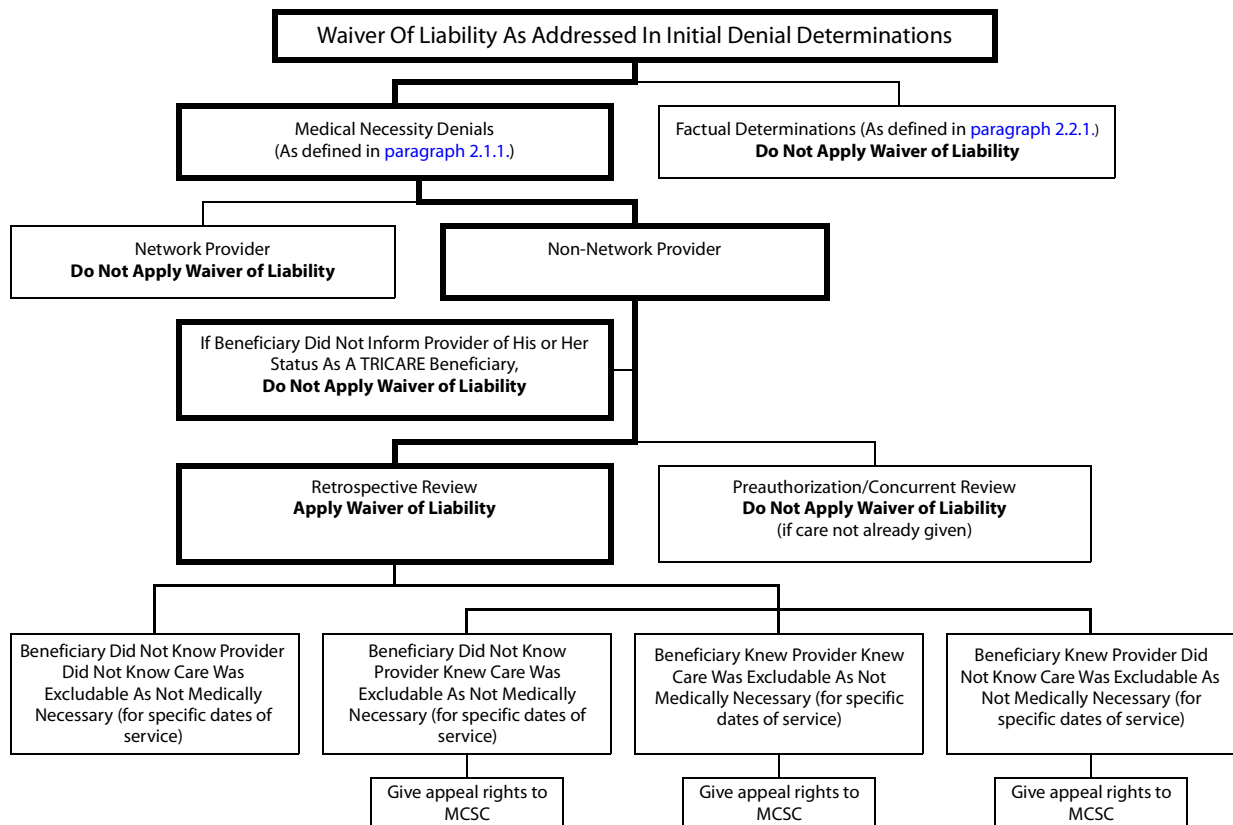 Waiver Of Liability As Addressed In Initial Denial Determinations
Medical Necessity Denials
(As defined in paragraph 2.1.1.)
Factual Determinations (As defined in paragraph 2.2.1.)
Do Not Apply Waiver of Liability
Network Provider
Do Not Apply Waiver of Liability
Non-Network Provider
If Beneficiary Did Not Inform Provider of His or Her
Status As A TRICARE Beneficiary,
Do Not Apply Waiver of Liability
Retrospective Review
Apply Waiver of Liability
Preauthorization/Concurrent Review
Do Not Apply Waiver of Liability
(if care not already given)
Beneficiary Did Not Know Provider
Did Not Know Care Was
Excludable As Not Medically
Necessary (for specific dates of
service)
Beneficiary Did Not Know
Provider Knew Care Was
Excludable As Not Medically
Necessary (for specific dates of
service)
Beneficiary Knew Provider Knew
Care Was Excludable As Not
Medically Necessary (for specific
dates of service)
Beneficiary Knew Provider Did
Not Know Care Was Excludable As
Not Medically Necessary (for
specific dates of service)
Give appeal rights to
MCSC
Give appeal rights to
MCSC
Give appeal rights to
MCSC